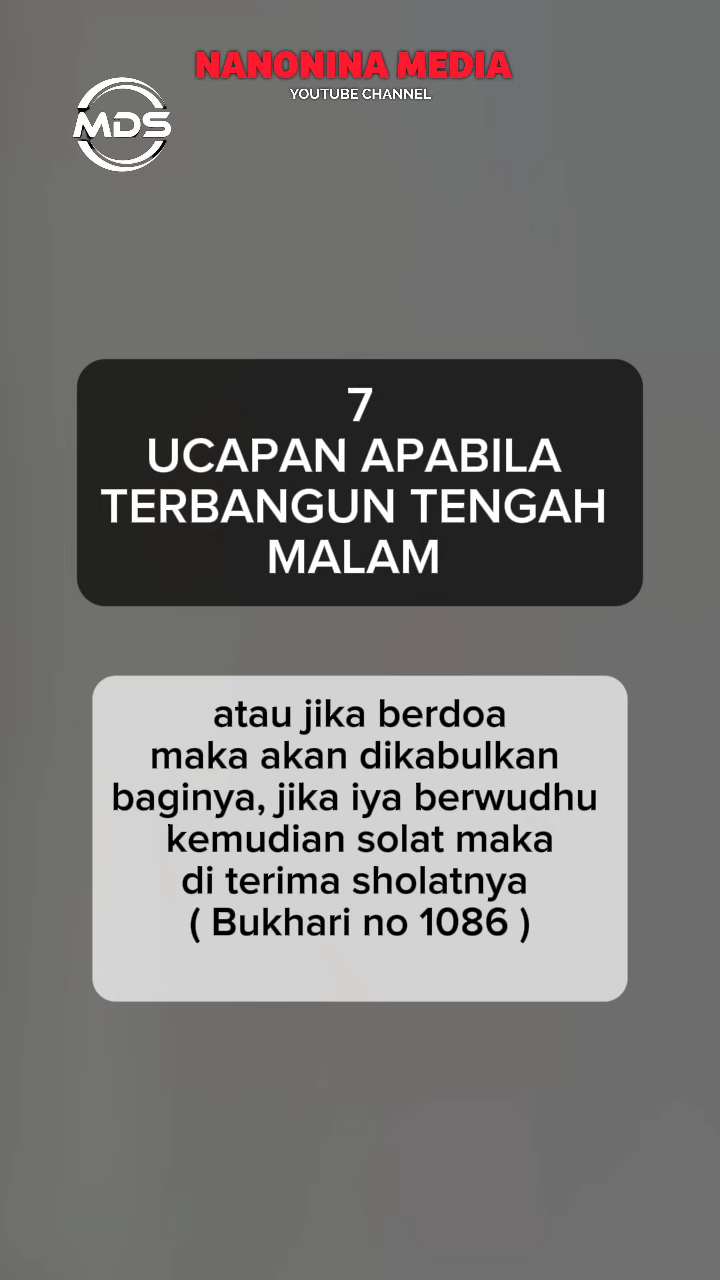 NANONINA MEDIA
YOUTUBE CHANNEL
MDS
7
UCAPAN APABILA
TERBANGUN TENGAH
MALAM
atau jika berdoa
maka akan dikabulkan
baginya, jika iya berwudhu
kemudian solat maka
di terima sholatnya
( Bukhari no 1086 )